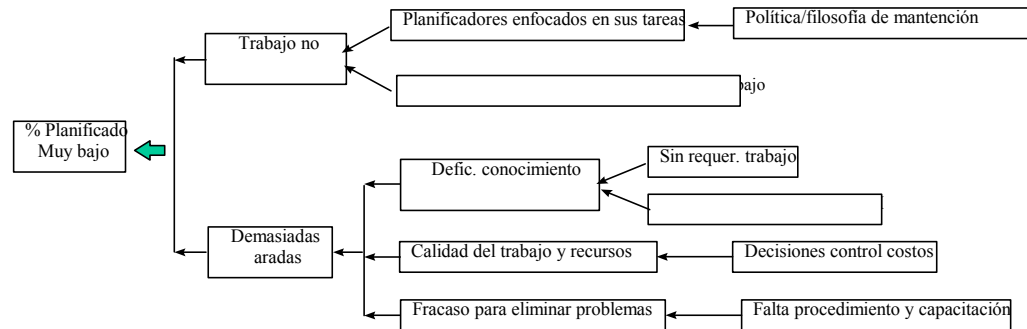 Planificadores enfocados en sus tareas
Política/filosofía de mantención
Trabajo no
bajo
% Planificado
Muy bajo
Defic. conocimiento
Sin requer. trabajo
Demasiadas
aradas
Calidad del trabajo y recursos
Decisiones control costos
Fracaso para eliminar problemas
Falta procedimiento y capacitación